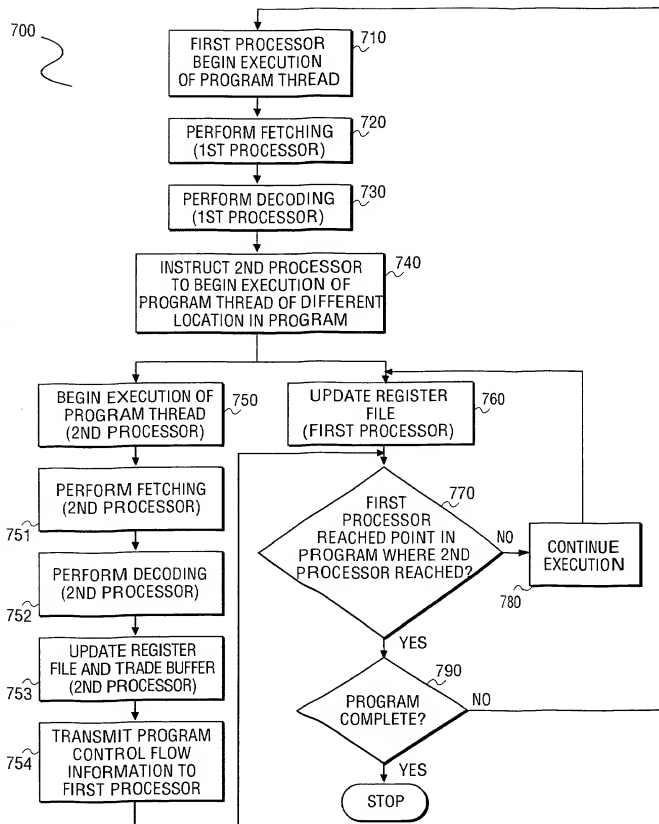 700
FIRST PROCESSOR
BEGIN EXECUTION
OF PROGRAM THREAD
710
PERFORM FETCHING
(1ST PROCESSOR)
720
PERFORM DECODING
(1ST PROCESSOR)
730
INSTRUCT 2ND PROCESSOR
TO BEGIN EXECUTION OF
PROGRAM THREAD OF DIFFERENT
LOCATION IN PROGRAM
740
BEGIN EXECUTION OF
PROGRAM THREAD
(2ND PROCESSOR)
750
PERFORM FETCHING
(2ND PROCESSOR)
751
PERFORM DECODING
(2ND PROCESSOR)
752
UPDATE REGISTER
FILE AND TRADE BUFFER
(2ND PROCESSOR)
753
TRANSMIT PROGRAM
CONTROL FLOW
INFORMATION TO
FIRST PROCESSOR
754
UPDATE REGISTER
FILE
(FIRST PROCESSOR)
760
FIRST
PROCESSOR
REACHED POINT IN
PROGRAM WHERE 2ND
PROCESSOR REACHED?
770
NO
CONTINUE
EXECUTION
780
YES
PROGRAM
COMPLETE?
790
NO
YES
STOP